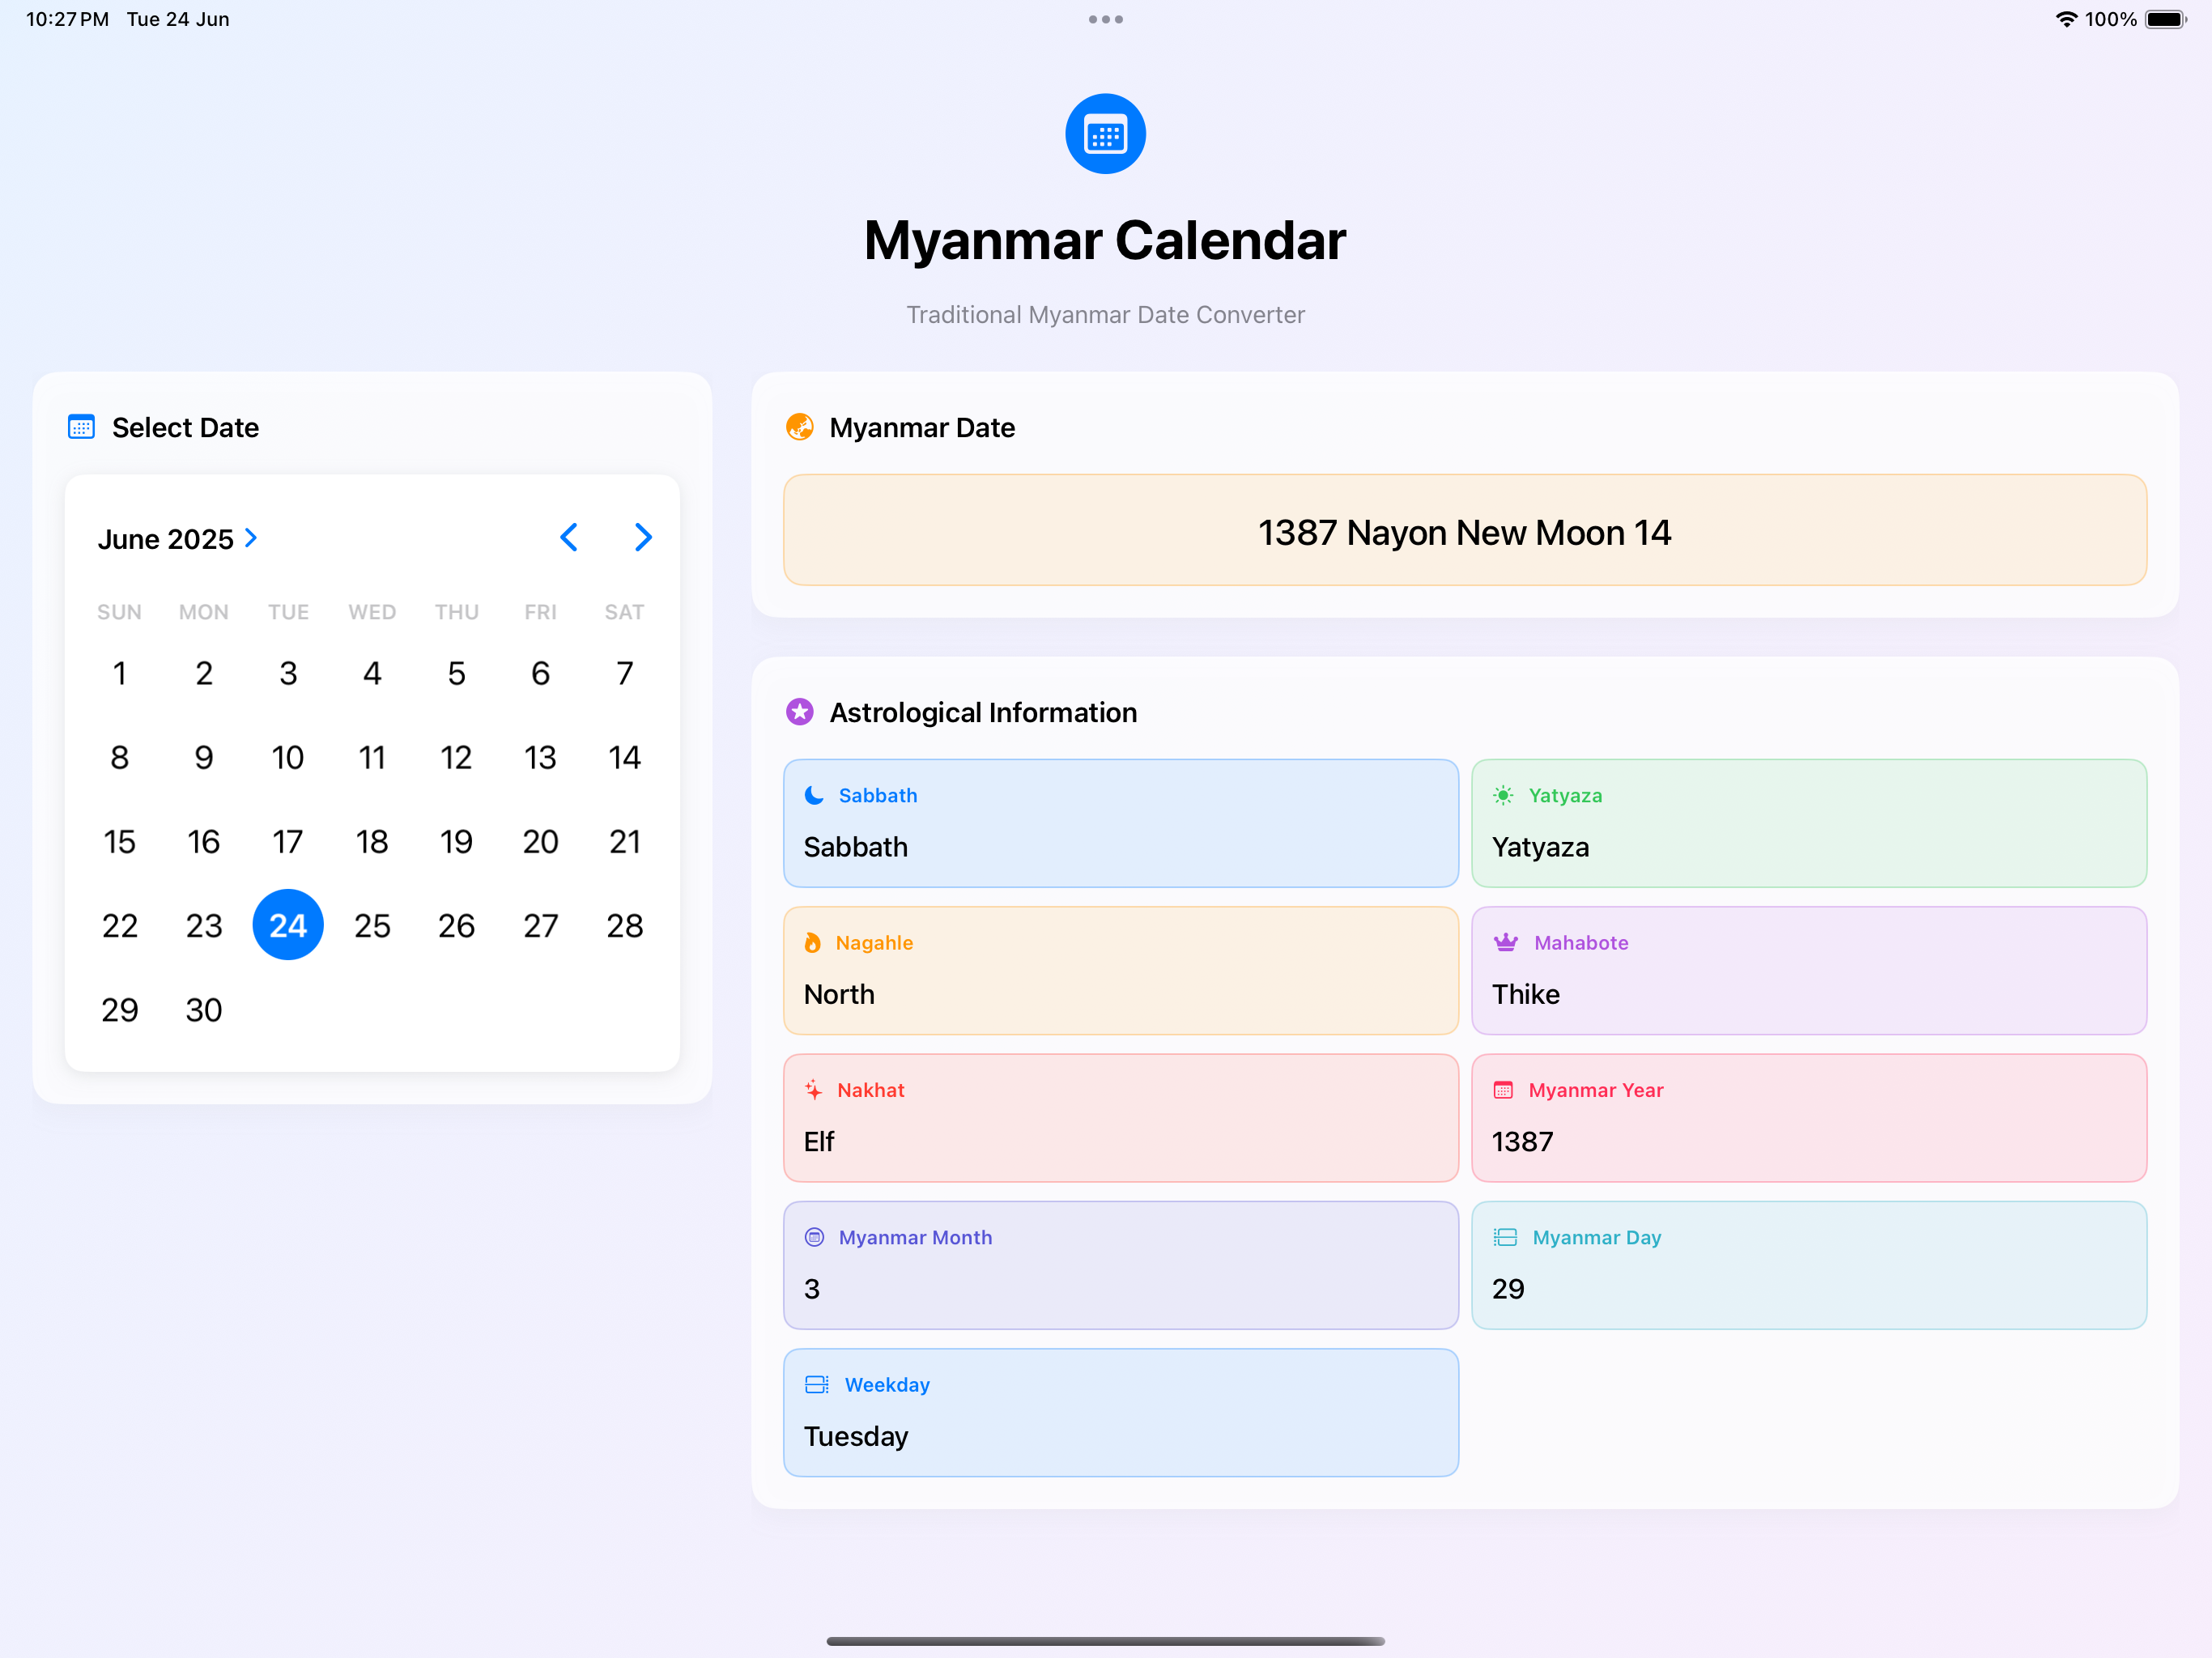 10:27 PM Tue 24 Jun
100%
Myanmar Calendar
Traditional Myanmar Date Converter
Select Date
June 2025
SUN MON TUE WED THU FRI SAT
1 2 3 4 5 6 7
8 9 10 11 12 13 14
15 16 17 18 19 20 21
22 23 24 25 26 27 28
29 30
Myanmar Date
1387 Nayon New Moon 14
Astrological Information
Sabbath
Sabbath
Yatyaza
Yatyaza
Nagahle
North
Mahabote
Thike
Nakhat
Elf
Myanmar Year
1387
Myanmar Month
3
Myanmar Day
29
Weekday
Tuesday